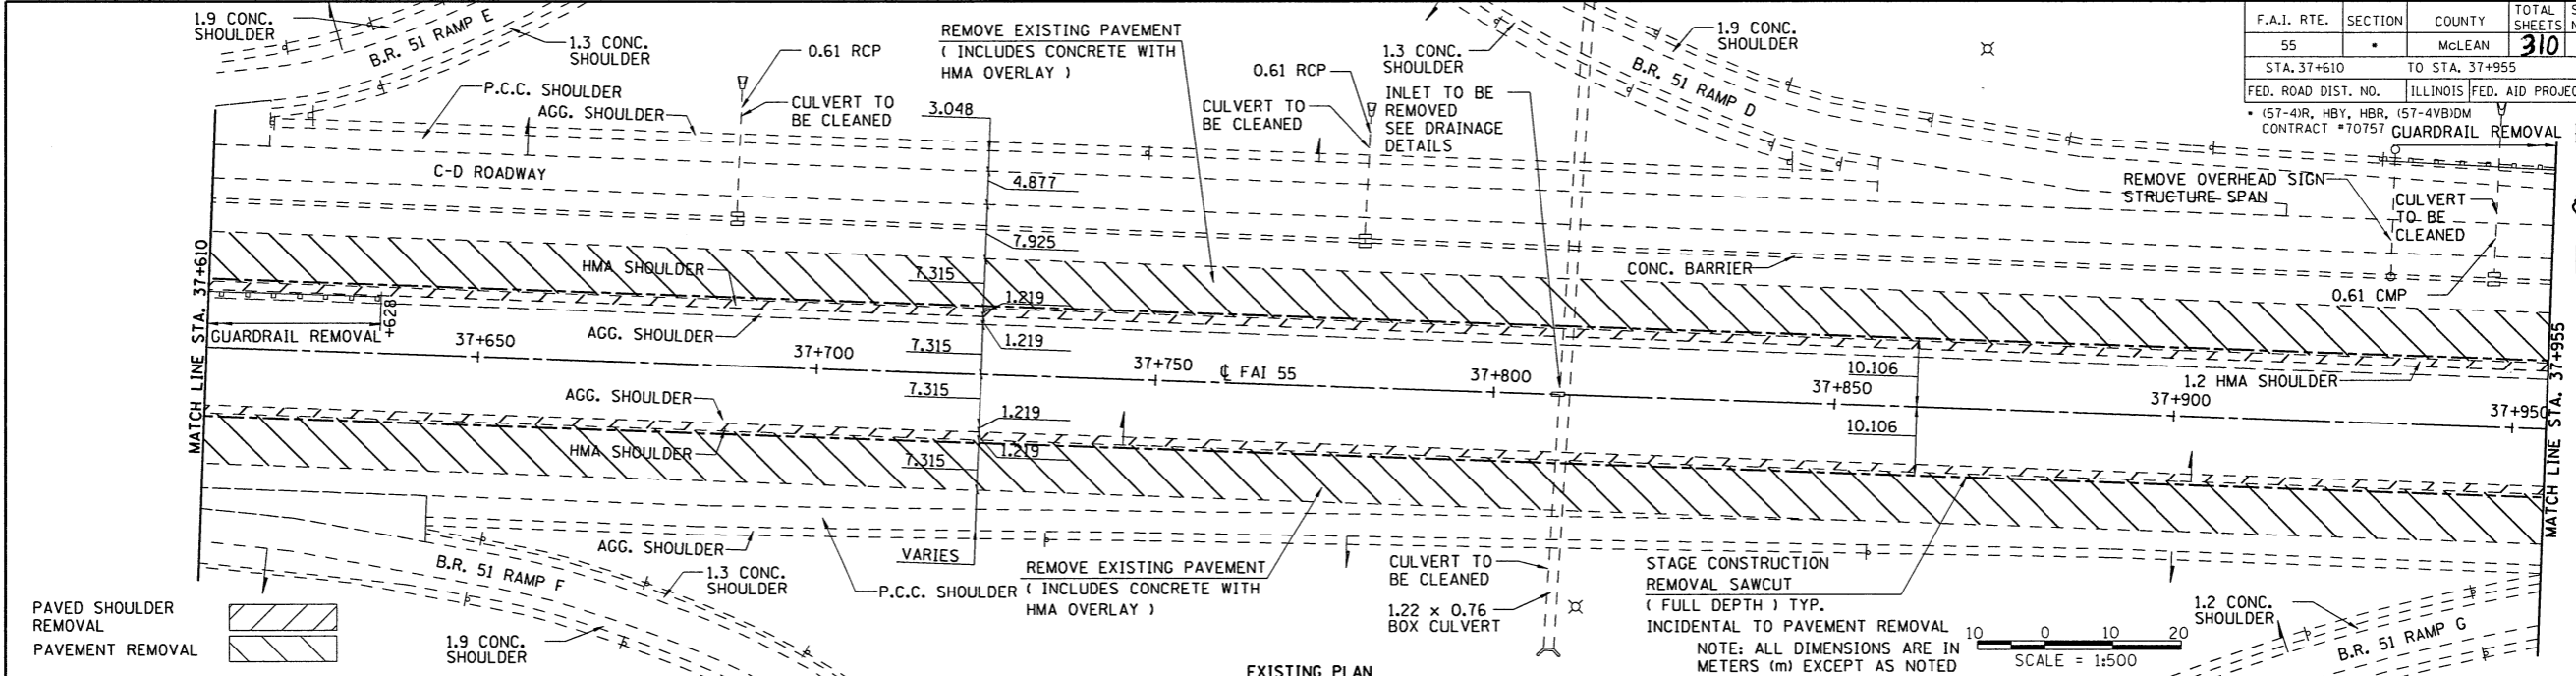 1.9 CONC.
SHOULDER
B.R. 51 RAMP E
1.3 CONC.
SHOULDER
P.C.C. SHOULDER
AGG. SHOULDER
C-D ROADWAY
0.61 RCP
CULVERT TO
BE CLEANED
REMOVE EXISTING PAVEMENT
( INCLUDES CONCRETE WITH
HMA OVERLAY )
3.048
4.877
7.925
7.315
1.219
1.219
7.315
7.315
1.219
1.219
7.315
VARIES
0.61 RCP
CULVERT TO
BE CLEANED
1.3 CONC.
SHOULDER
INLET TO BE
REMOVED
SEE DRAINAGE
DETAILS
1.9 CONC.
SHOULDER
B.R. 51 RAMP D
F.A.I. RTE.
SECTION
COUNTY
TOTAL
SHEETS
55
•
McLEAN
310
STA. 37+610
TO STA. 37+955
FED. ROAD DIST. NO.
ILLINOIS
FED. AID PROJEC
• (57-4)R, HBY, HBR, (57-4VB)DM
CONTRACT #70757
GUARDRAIL REMOVAL
REMOVE OVERHEAD SIGN
STRUCTURE SPAN
CULVERT
TO BE
CLEANED
0.61 CMP
CONC. BARRIER
MATCH LINE STA. 37+610
HMA SHOULDER
AGG. SHOULDER
GUARDRAIL REMOVAL
+628
37+650
37+700
37+750
℄ FAI 55
37+800
37+850
37+900
37+950
10.106
10.106
1.2 HMA SHOULDER
MATCH LINE STA. 37+955
AGG. SHOULDER
HMA SHOULDER
AGG. SHOULDER
P.C.C. SHOULDER
REMOVE EXISTING PAVEMENT
( INCLUDES CONCRETE WITH
HMA OVERLAY )
B.R. 51 RAMP F
1.3 CONC.
SHOULDER
1.9 CONC.
SHOULDER
CULVERT TO
BE CLEANED
1.22 x 0.76
BOX CULVERT
STAGE CONSTRUCTION
REMOVAL SAWCUT
( FULL DEPTH ) TYP.
INCIDENTAL TO PAVEMENT REMOVAL
NOTE: ALL DIMENSIONS ARE IN
METERS (m) EXCEPT AS NOTED
10 0 10 20
SCALE = 1:500
1.2 CONC.
SHOULDER
B.R. 51 RAMP G
PAVED SHOULDER
REMOVAL
PAVEMENT REMOVAL
EXISTING PLAN